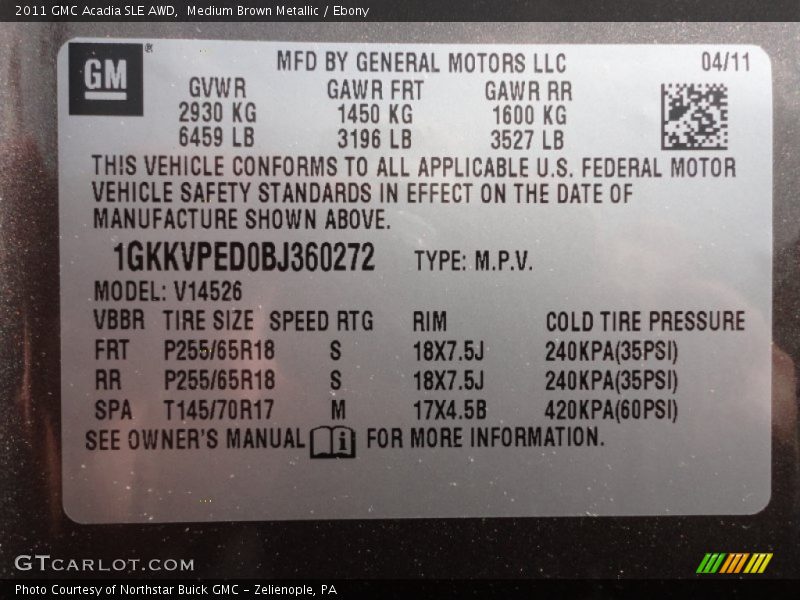 2011 GMC Acadia SLE AWD, Medium Brown Metallic / Ebony
GM ® MFD BY GENERAL MOTORS LLC 04/11
GVWR GAWR FRT GAWR RR
2930 KG 1450 KG 1600 KG
6459 LB 3196 LB 3527 LB
THIS VEHICLE CONFORMS TO ALL APPLICABLE U.S. FEDERAL MOTOR
VEHICLE SAFETY STANDARDS IN EFFECT ON THE DATE OF
MANUFACTURE SHOWN ABOVE.
1GKKVPED0BJ360272 TYPE: M.P.V.
MODEL: V14526
VBBR TIRE SIZE SPEED RTG RIM COLD TIRE PRESSURE
FRT P255/65R18 S 18X7.5J 240KPA(35PSI)
RR P255/65R18 S 18X7.5J 240KPA(35PSI)
SPA T145/70R17 M 17X4.5B 420KPA(60PSI)
SEE OWNER'S MANUAL i FOR MORE INFORMATION.
GTCARLOT.COM
Photo Courtesy of Northstar Buick GMC - Zelienople, PA